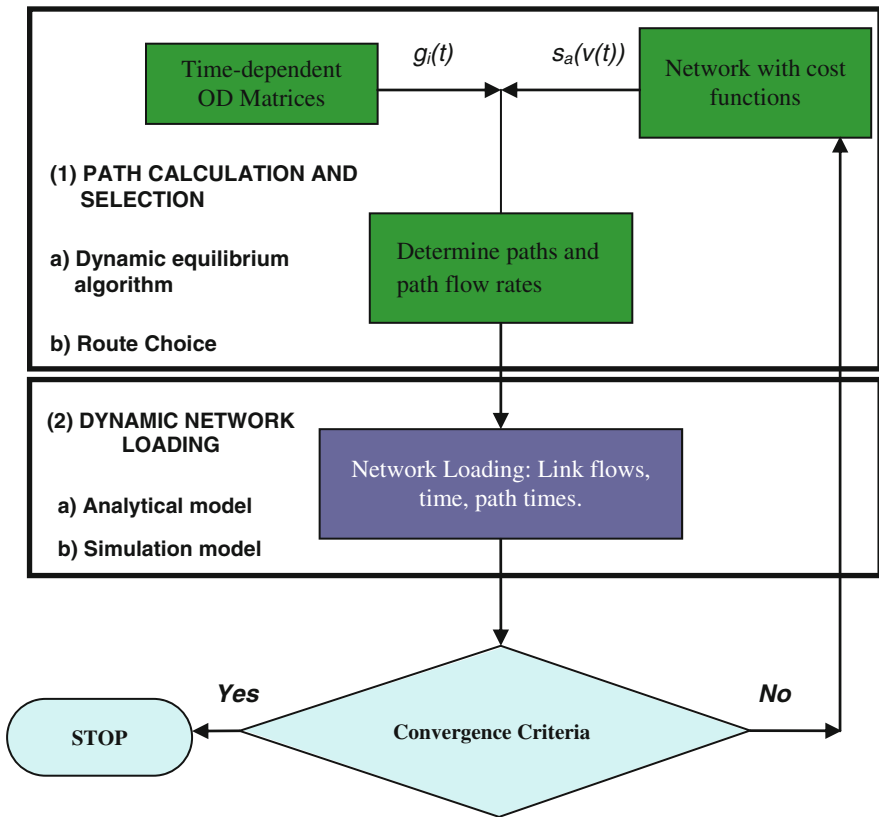 Time-dependent
OD Matrices
gi(t)
sa(v(t))
Network with cost
functions
(1) PATH CALCULATION AND
SELECTION
a) Dynamic equilibrium
algorithm
b) Route Choice
Determine paths and
path flow rates
(2) DYNAMIC NETWORK
LOADING
a) Analytical model
b) Simulation model
Network Loading: Link flows,
time, path times.
Yes
No
STOP
Convergence Criteria